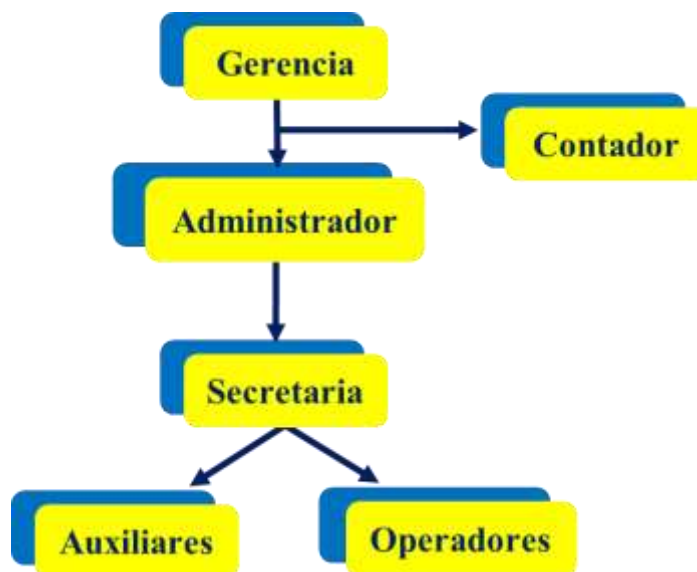 Gerencia
Contador
Administrador
Secretaria
Auxiliares
Operadores